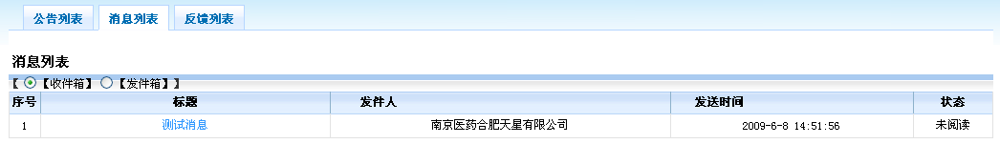 公告列表 消息列表 反馈列表
消息列表
【 【收件箱】 【发件箱】 】
序号 标题 发件人 发送时间 状态
1 测试消息 南京医药合肥天星有限公司 2009-6-8 14:51:56 未阅读